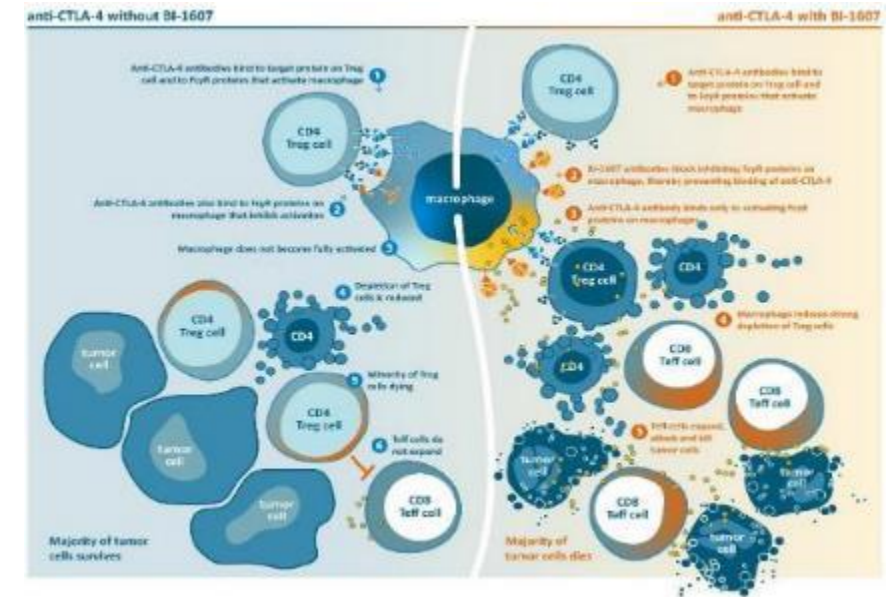 anti-CTLA-4 without BI-1607
anti-CTLA-4 with BI-1607
1
Anti-CTLA-4 antibodies bind to target protein on Treg
cell and to FcγR proteins that activate macrophage
CD4
Treg cell
Anti-CTLA-4 antibodies also bind to FcγR proteins on
macrophage that inhibit activation
2
Macrophage does not become fully activated
3
macrophage
4
Depletion of Treg
cells is reduced
CD4
Treg cell
CD4
5
Minority of Treg
cells dying
CD4
Treg cell
6
Teff cells do
not expand
CD8
Teff cell
tumor
cell
tumor
cell
tumor
cell
Majority of tumor
cells survives
CD4
Treg cell
1
Anti-CTLA-4 antibodies bind to
target protein on Treg cell and
to FcγR proteins that activate
macrophage
2
BI-1607 antibodies block inhibiting FcγR proteins on
macrophage, thereby preventing binding of anti-CTLA-4
3
Anti-CTLA-4 antibody binds only to activating FcγR
proteins on macrophages
CD4
Treg cell
CD4
CD4
4
Macrophage induces strong
depletion of Treg cells
CD8
Teff cell
CD8
Teff cell
5
Teff cells expand,
attack and kill
tumor cells
tumor
cell
CD8
Teff cell
tumor
cell
tumor
cell
Majority of
tumor cells dies